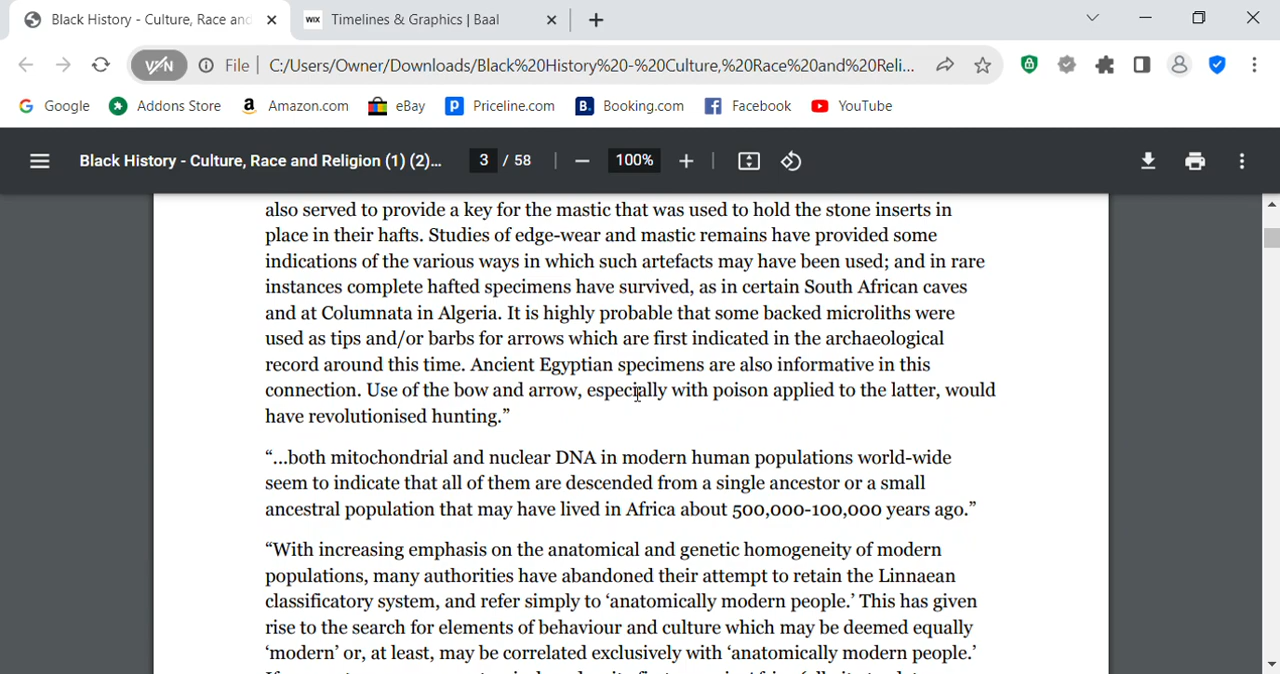 Black History - Culture, Race and
Timelines & Graphics | Baal
VPN
File
C:/Users/Owner/Downloads/Black%20History%20-%20Culture,%20Race%20and%20Reli...
Google
Addons Store
Amazon.com
eBay
Priceline.com
Booking.com
Facebook
YouTube
Black History - Culture, Race and Religion (1) (2)...
3 / 58
100%
also served to provide a key for the mastic that was used to hold the stone inserts in
place in their hafts. Studies of edge-wear and mastic remains have provided some
indications of the various ways in which such artefacts may have been used; and in rare
instances complete hafted specimens have survived, as in certain South African caves
and at Columnata in Algeria. It is highly probable that some backed microliths were
used as tips and/or barbs for arrows which are first indicated in the archaeological
record around this time. Ancient Egyptian specimens are also informative in this
connection. Use of the bow and arrow, especially with poison applied to the latter, would
have revolutionised hunting.”
“...both mitochondrial and nuclear DNA in modern human populations world-wide
seem to indicate that all of them are descended from a single ancestor or a small
ancestral population that may have lived in Africa about 500,000-100,000 years ago.”
“With increasing emphasis on the anatomical and genetic homogeneity of modern
populations, many authorities have abandoned their attempt to retain the Linnaean
classificatory system, and refer simply to ‘anatomically modern people.’ This has given
rise to the search for elements of behaviour and culture which may be deemed equally
‘modern’ or, at least, may be correlated exclusively with ‘anatomically modern people.’